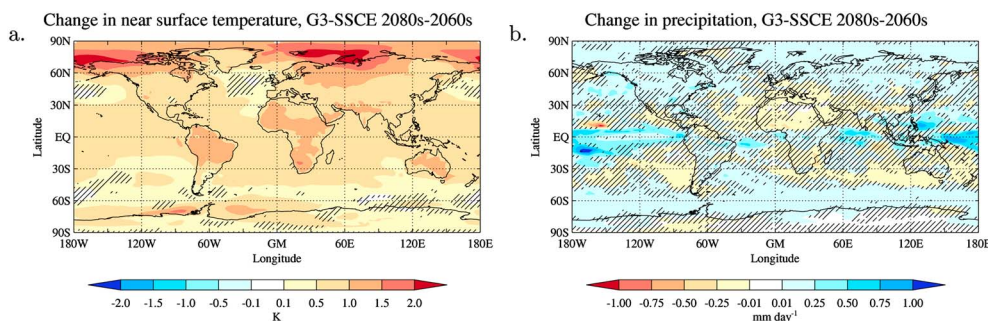 a.
Change in near surface temperature, G3-SSCE 2080s-2060s
90N
60N
30N
EQ
30S
60S
90S
Latitude
180W 120W 60W GM 60E 120E 180E
Longitude
-2.0 -1.5 -1.0 -0.5 -0.1 0.1 0.5 1.0 1.5 2.0
K
b.
Change in precipitation, G3-SSCE 2080s-2060s
90N
60N
30N
EQ
30S
60S
90S
Latitude
180W 120W 60W GM 60E 120E 180E
Longitude
-1.00 -0.75 -0.50 -0.25 -0.01 0.01 0.25 0.50 0.75 1.00
mm day⁻¹